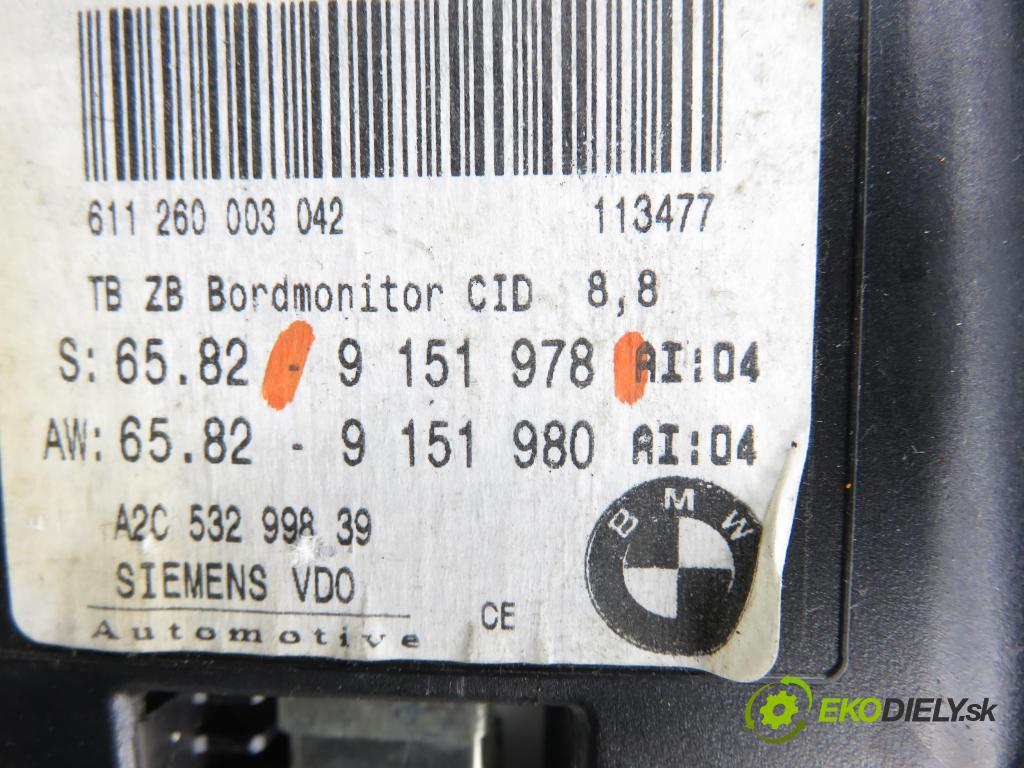 611 260 003 042 113477
TB ZB Bordmonitor CID 8,8
S: 65.82 - 9 151 978 AI:04
AW: 65.82 - 9 151 980 AI:04
A2C 532 998 39
SIEMENS VDO
Automotive
CE
BMW
EKODIELY.sk